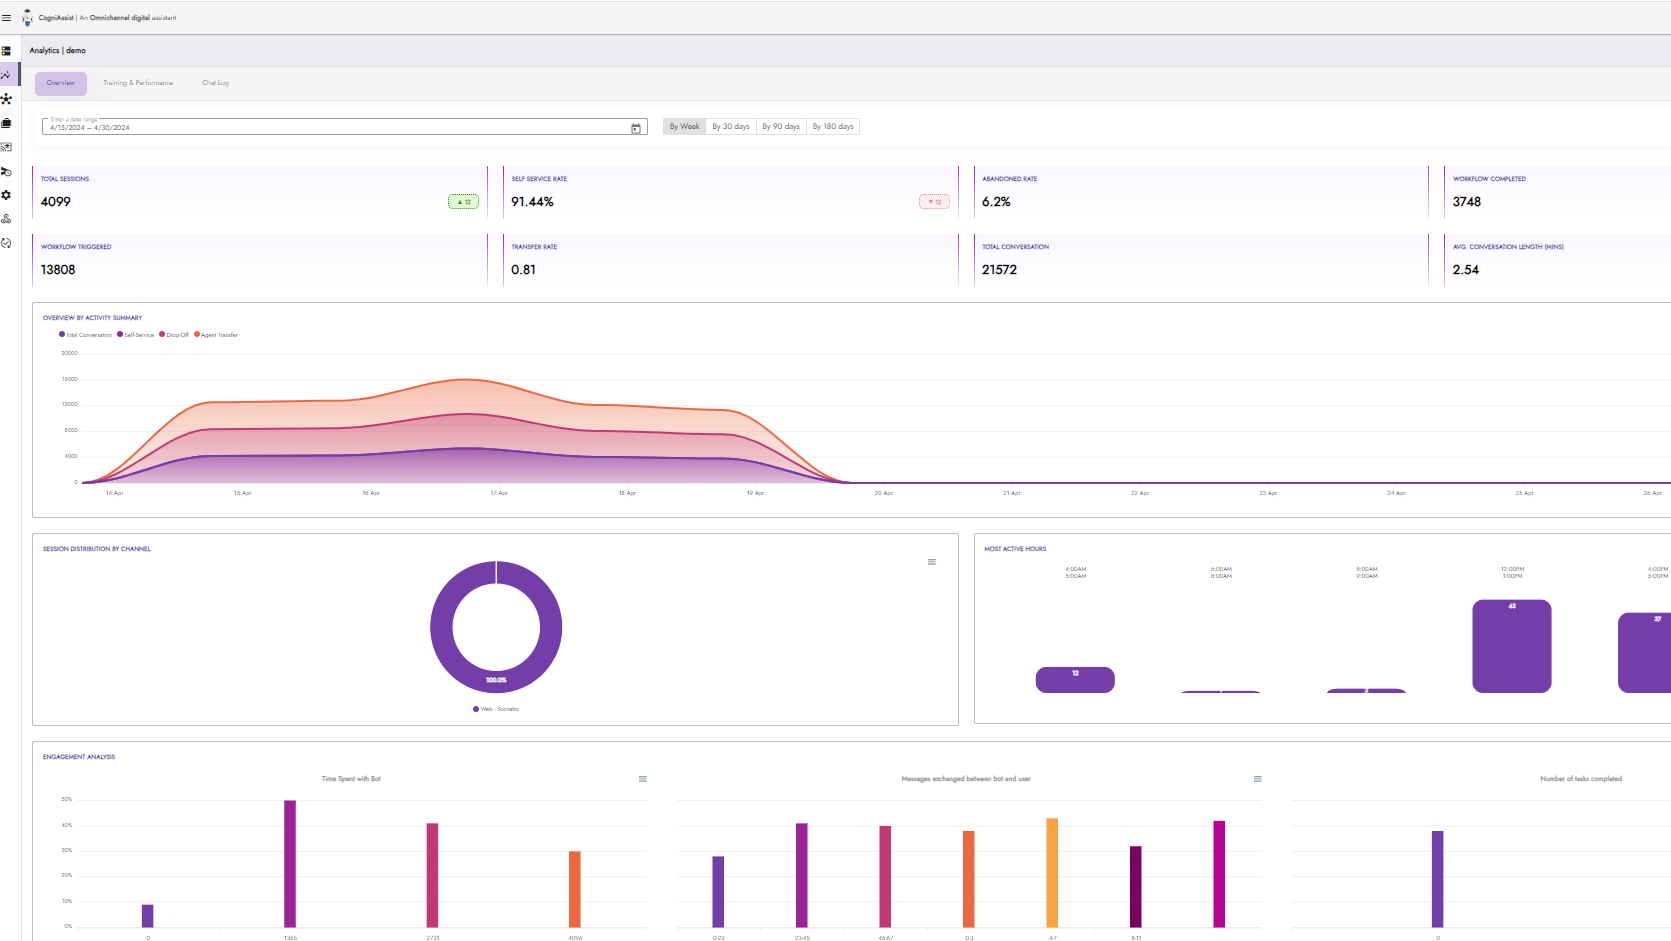 CogniAssist | An Omnichannel digital assistant
Analytics | demo
Overview
Training & Performance
Chat Log
Enter a date range
4/15/2024 – 4/30/2024
By Week
By 30 days
By 90 days
By 180 days
TOTAL SESSIONS
4099
▲ 12
SELF SERVICE RATE
91.44%
▼ 12
ABANDONED RATE
6.2%
WORKFLOW COMPLETED
3748
WORKFLOW TRIGGERED
13808
TRANSFER RATE
0.81
TOTAL CONVERSATION
21572
AVG. CONVERSATION LENGTH (MINS)
2.54
OVERVIEW BY ACTIVITY SUMMARY
Total Conversation
Self-Service
Drop-Off
Agent Transfer
20000
16000
12000
8000
4000
0
14 Apr
15 Apr
16 Apr
17 Apr
18 Apr
19 Apr
20 Apr
21 Apr
22 Apr
23 Apr
24 Apr
25 Apr
26 Apr
SESSION DISTRIBUTION BY CHANNEL
100.0%
Web - Socketio
MOST ACTIVE HOURS
4:00AM
5:00AM
5:00AM
8:00AM
8:00AM
9:00AM
12:00PM
1:00PM
4:00PM
5:00PM
12
43
37
ENGAGEMENT ANALYSIS
Time Spent with Bot
50%
40%
30%
20%
10%
0%
0
1365
2731
4096
Messages exchanged between bot and user
0-22
23-45
46-67
0-3
4-7
8-11
Number of tasks completed
0